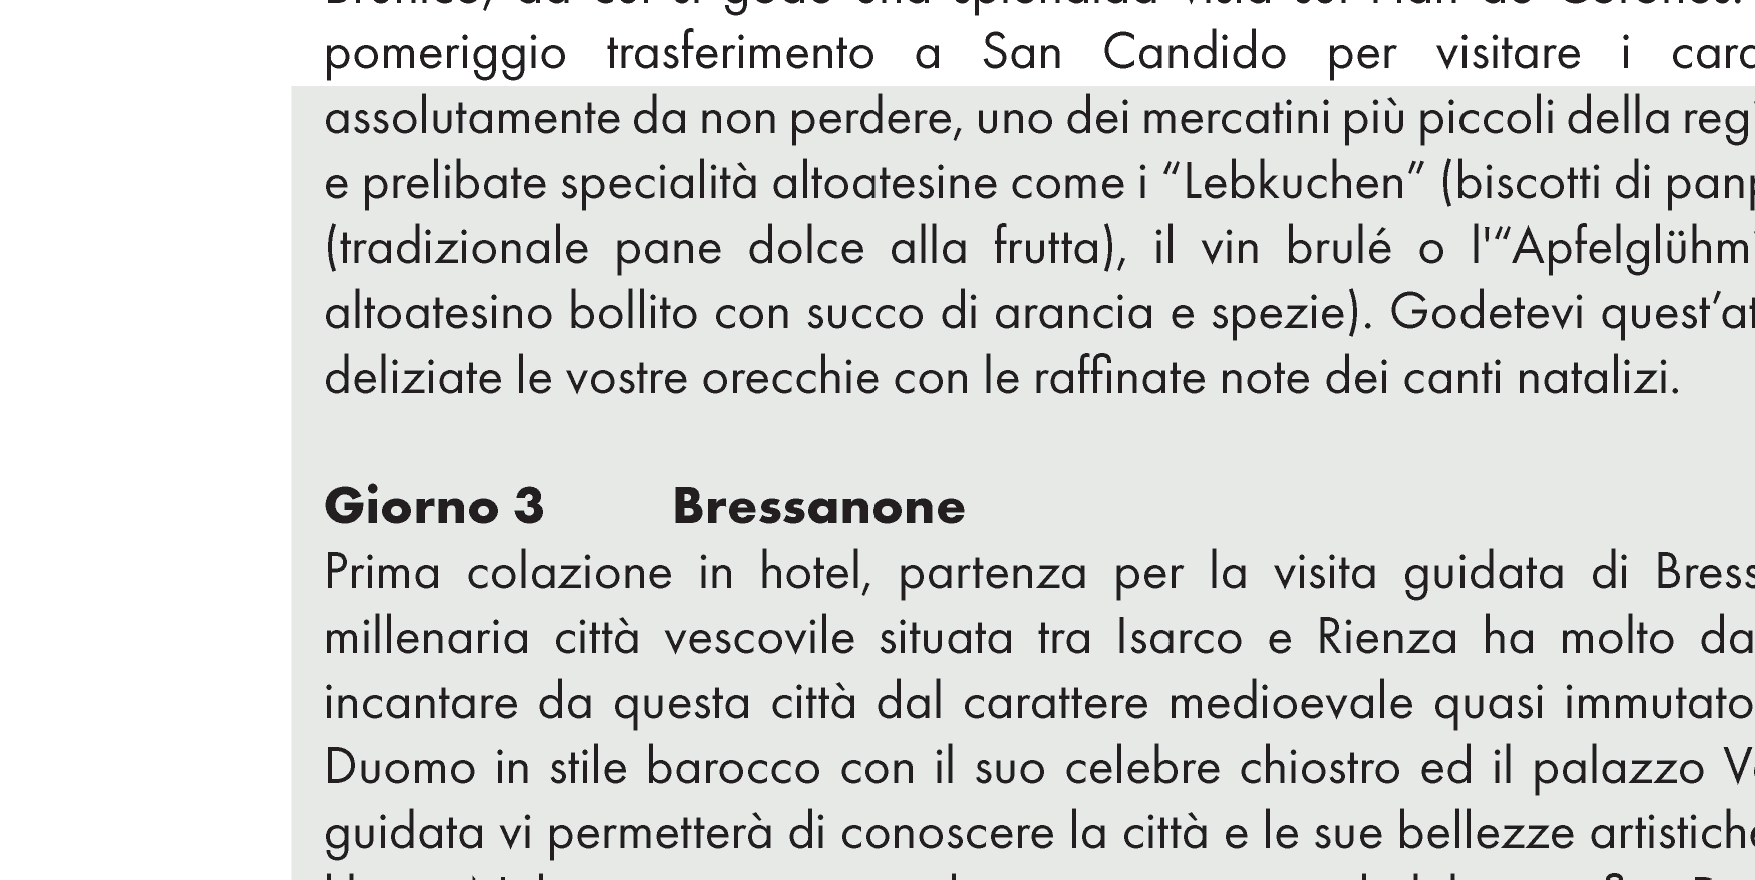 pomeriggio trasferimento a San Candido per visitare i
assolutamente da non perdere, uno dei mercatini più piccoli della
e prelibate specialità altoatesine come i “Lebkuchen” (biscotti di
(tradizionale pane dolce alla frutta), il vin brulé o l'“Apfelglühm
altoatesino bollito con succo di arancia e spezie). Godetevi
deliziate le vostre orecchie con le raffinate note dei canti natalizi.
Giorno 3 Bressanone
Prima colazione in hotel, partenza per la visita guidata di
millenaria città vescovile situata tra Isarco e Rienza ha molto da
incantare da questa città dal carattere medioevale quasi immutato
Duomo in stile barocco con il suo celebre chiostro ed il palazzo
guidata vi permetterà di conoscere la città e le sue bellezze